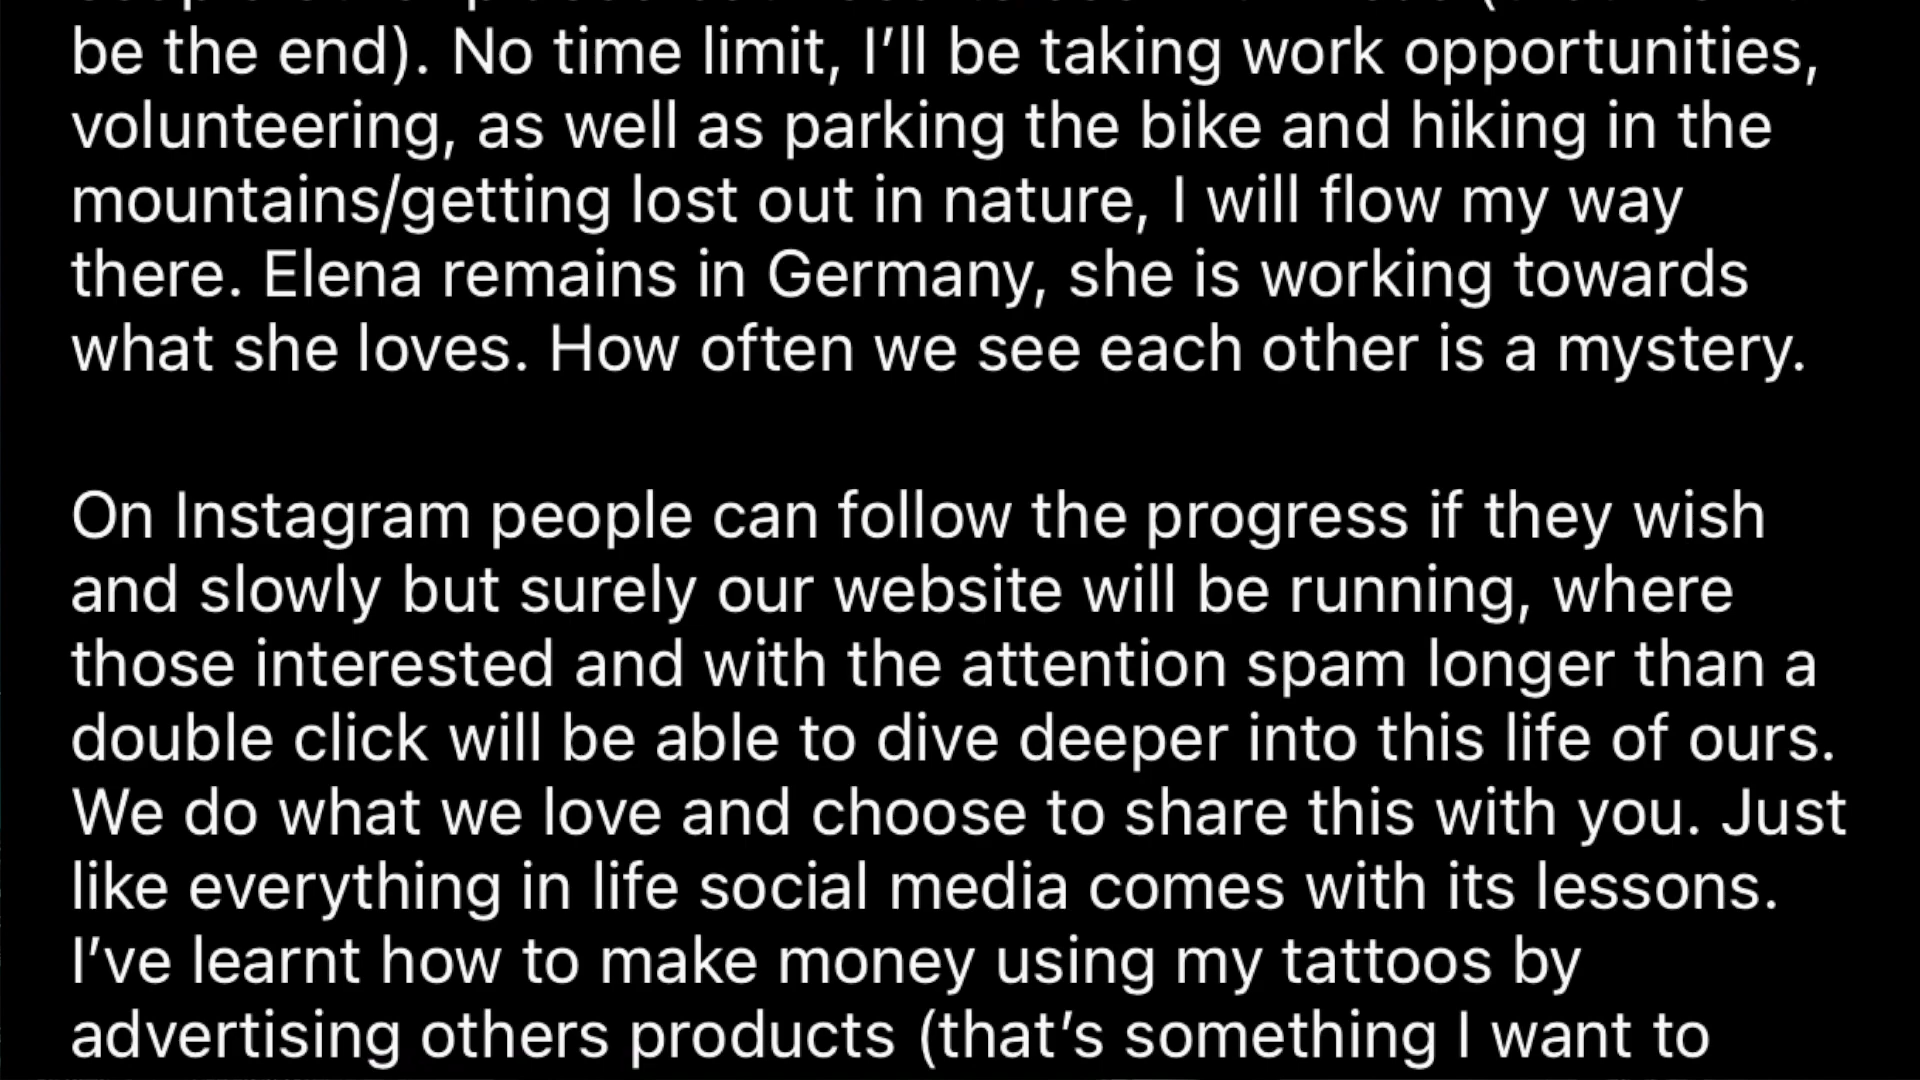 be the end). No time limit, I’ll be taking work opportunities,
volunteering, as well as parking the bike and hiking in the
mountains/getting lost out in nature, I will flow my way
there. Elena remains in Germany, she is working towards
what she loves. How often we see each other is a mystery.
On Instagram people can follow the progress if they wish
and slowly but surely our website will be running, where
those interested and with the attention spam longer than a
double click will be able to dive deeper into this life of ours.
We do what we love and choose to share this with you. Just
like everything in life social media comes with its lessons.
I’ve learnt how to make money using my tattoos by
advertising others products (that’s something I want to